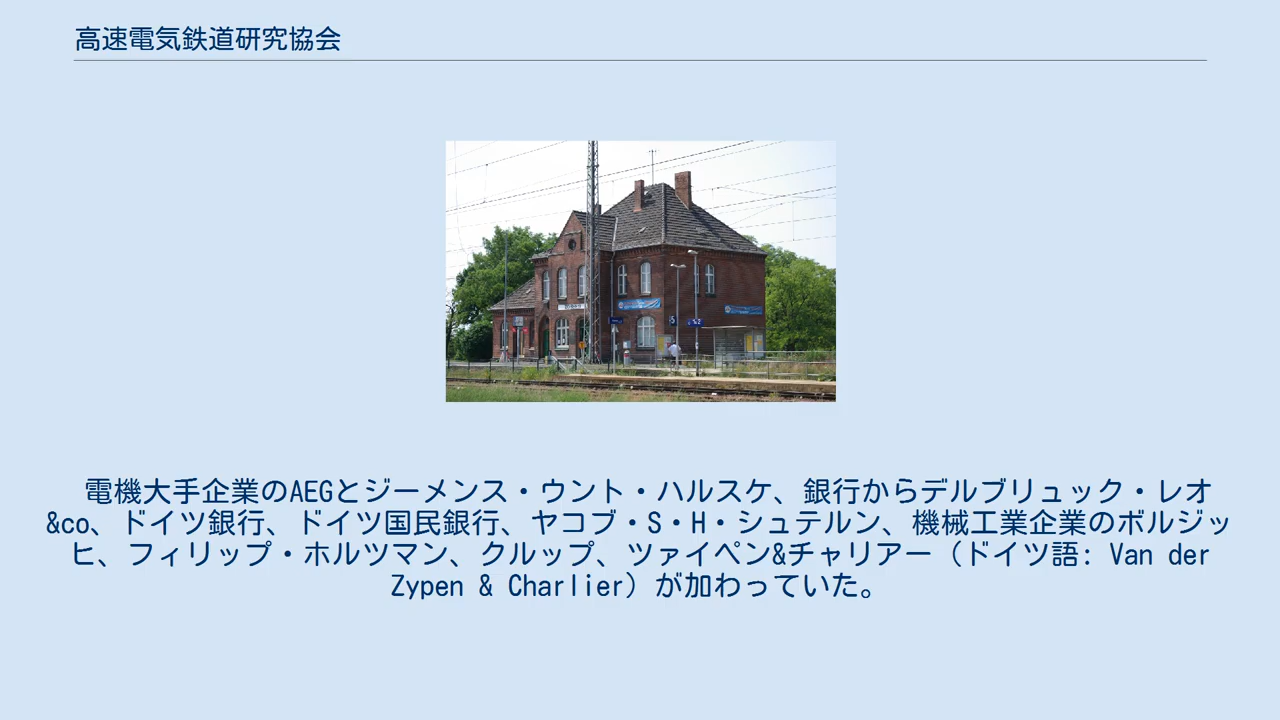 高速電気鉄道研究協会
電機大手企業のAEGとジーメンス・ウント・ハルスケ、銀行からデルブリュック・レオ
&co、ドイツ銀行、ドイツ国民銀行、ヤコブ・S・H・シュテルン、機械工業企業のボルジッ
ヒ、フィリップ・ホルツマン、クルップ、ツァイペン&チャリアー（ドイツ語: Van der
Zypen & Charlier）が加わっていた。